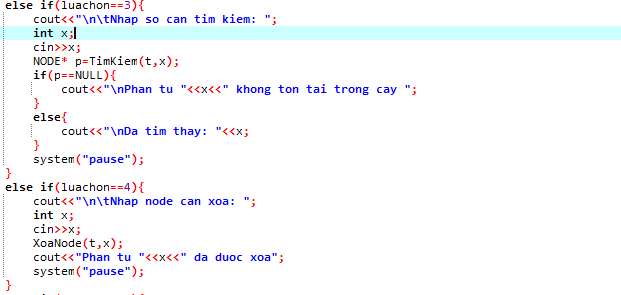 else if(luachon==3){
cout<<"\n\tNhap so can tim kiem: ";
int x;
cin>>x;
NODE* p=TimKiem(t,x);
if(p==NULL){
cout<<"\nPhan tu "<<x<<" khong ton tai trong cay ";
}
else{
cout<<"\nDa tim thay: "<<x;
}
system("pause");
}
else if(luachon==4){
cout<<"\n\tNhap node can xoa: ";
int x;
cin>>x;
XoaNode(t,x);
cout<<"Phan tu "<<x<<" da duoc xoa";
system("pause");
}